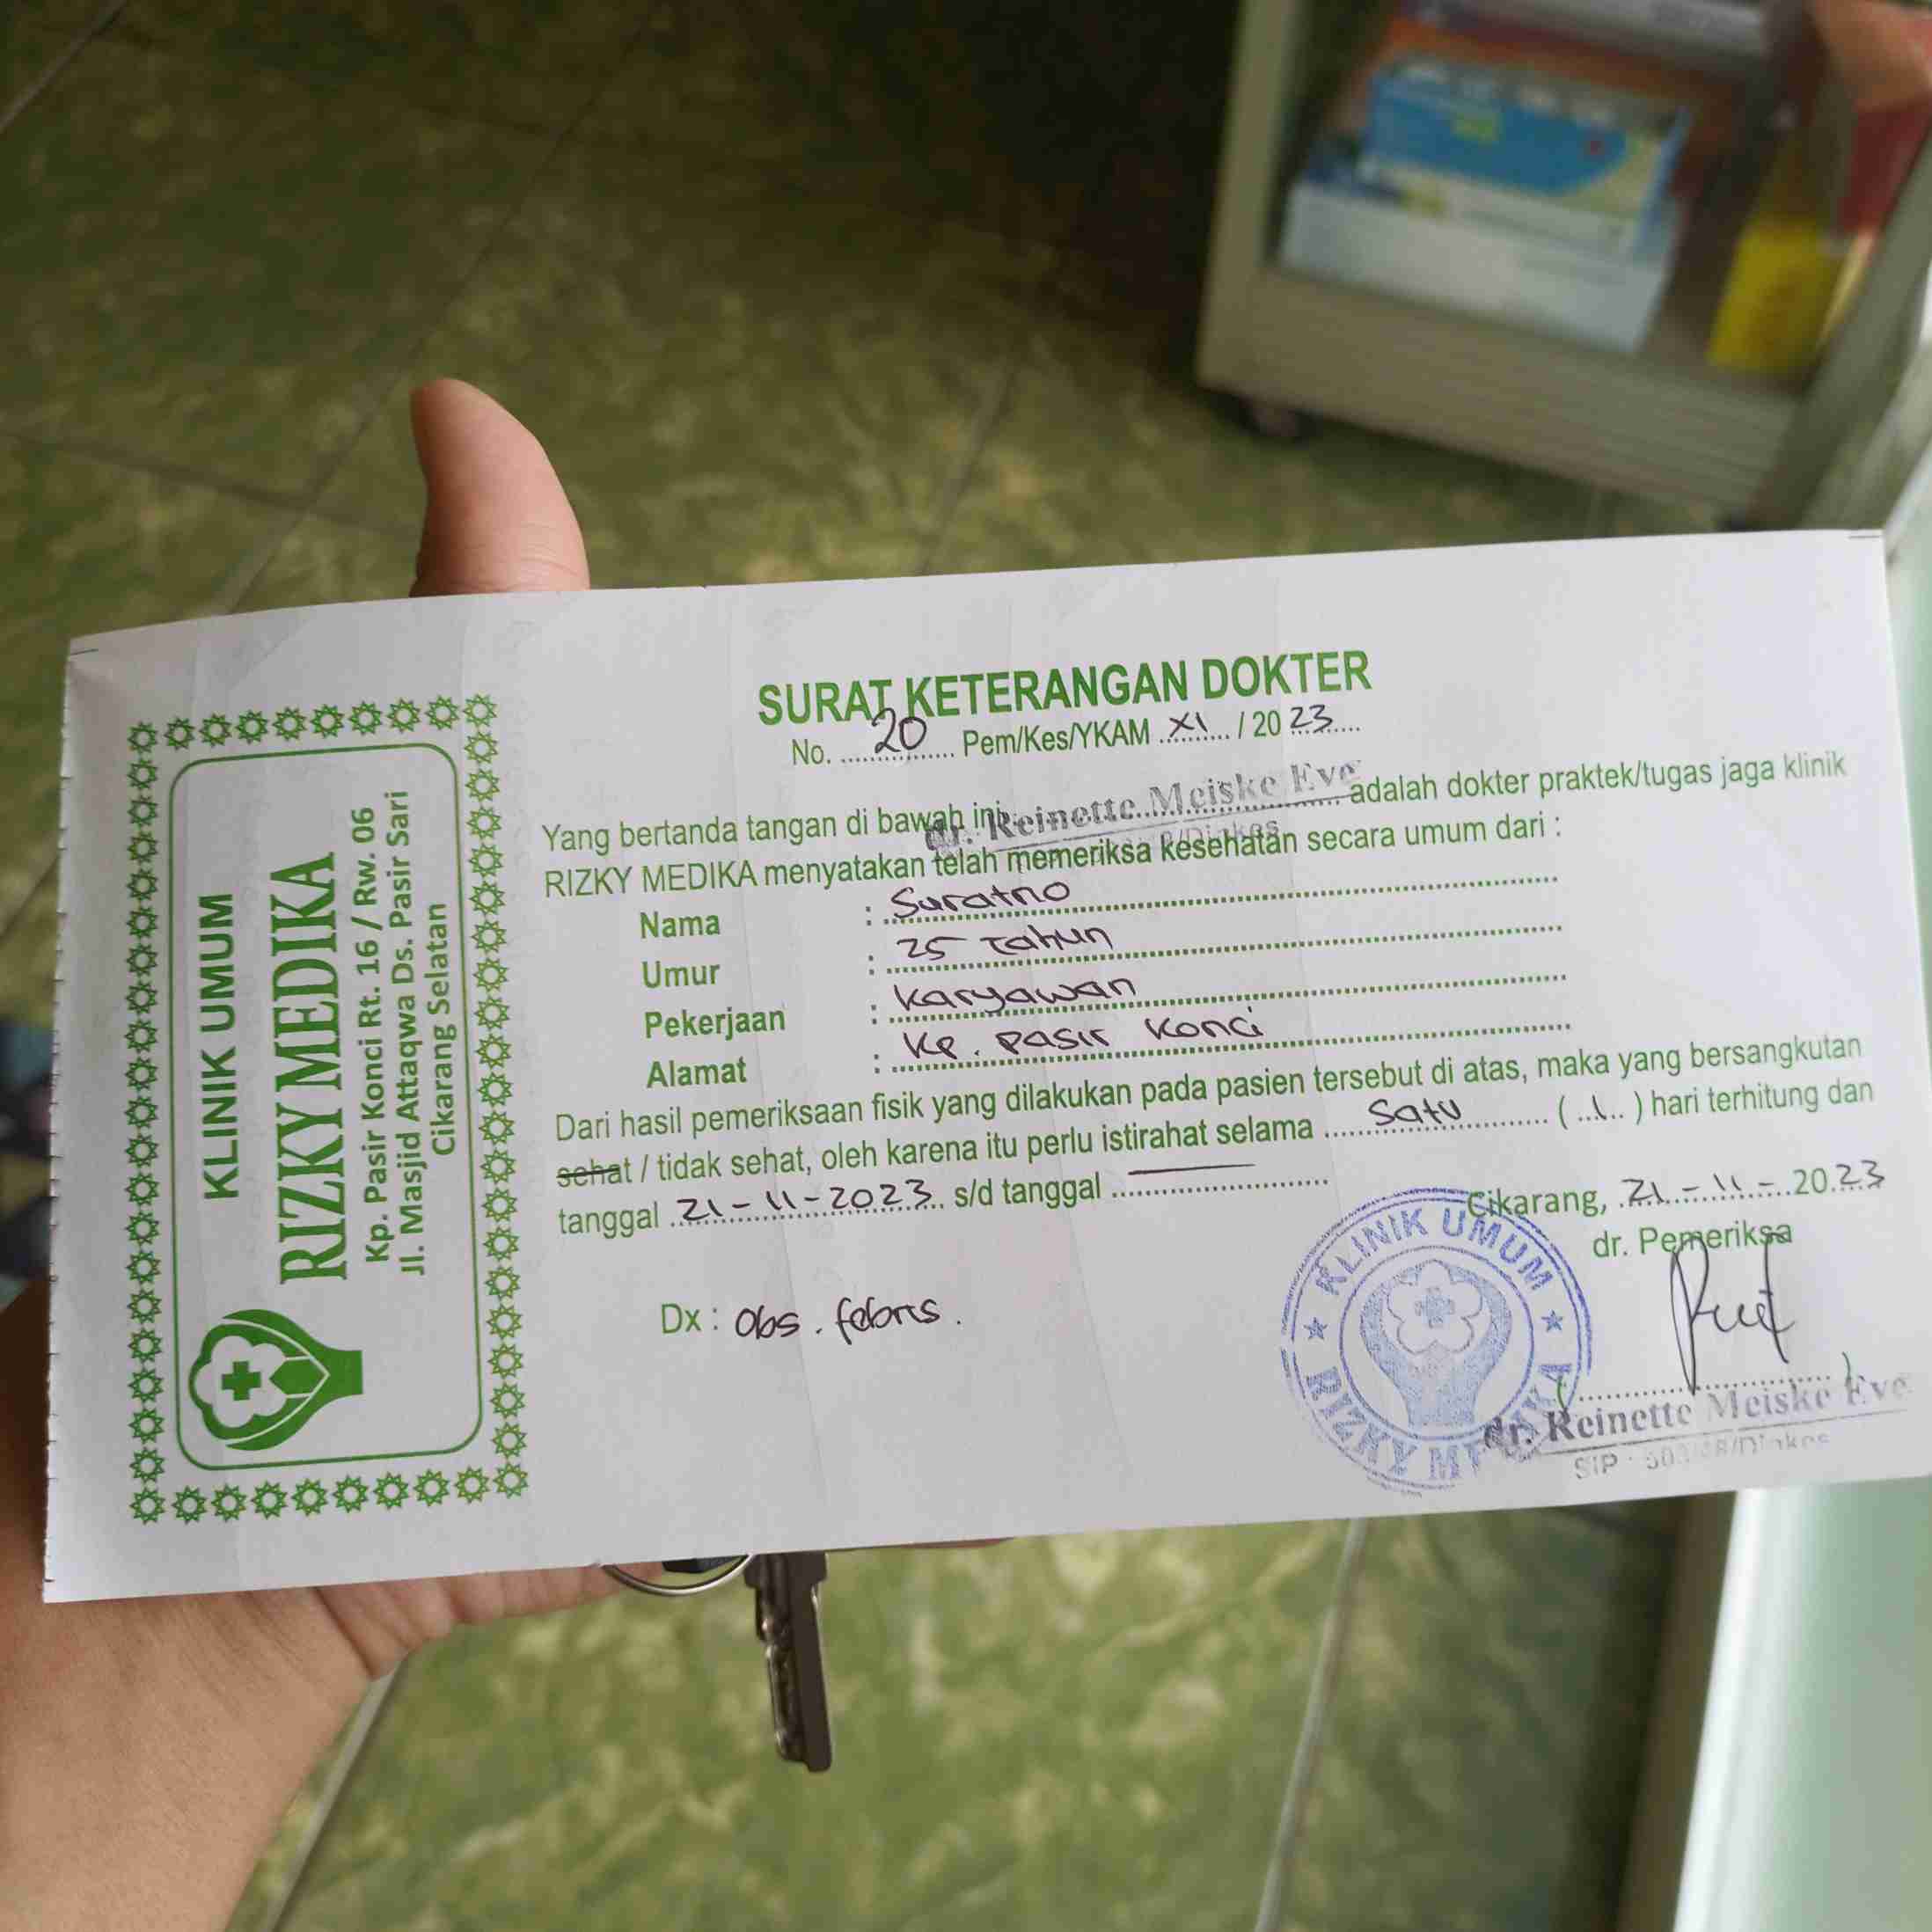 KLINIK UMUM
RIZKY MEDIKA
Kp. Pasir Konci Rt. 16 / Rw. 06
Jl. Masjid Attaqwa Ds. Pasir Sari
Cikarang Selatan
SURAT KETERANGAN DOKTER
No. 20 Pem/Kes/YKAM XI / 2023
Yang bertanda tangan di bawah ini dr. Reinette Meiske Eve adalah dokter praktek/tugas jaga klinik
RIZKY MEDIKA menyatakan telah memeriksa kesehatan secara umum dari :
Nama : Suratno
Umur : 25 Tahun
Pekerjaan : Karyawan
Alamat : Kp. Pasir Konci
Dari hasil pemeriksaan fisik yang dilakukan pada pasien tersebut di atas, maka yang bersangkutan
sehat / tidak sehat, oleh karena itu perlu istirahat selama Satu ( 1 ) hari terhitung dan
tanggal 21-11-2023 s/d tanggal
Cikarang, 21-11-2023
dr. Pemeriksa
Dx : Obs. febris.
KLINIK UMUM
RIZKY
dr. Reinette Meiske Eve
SIP :